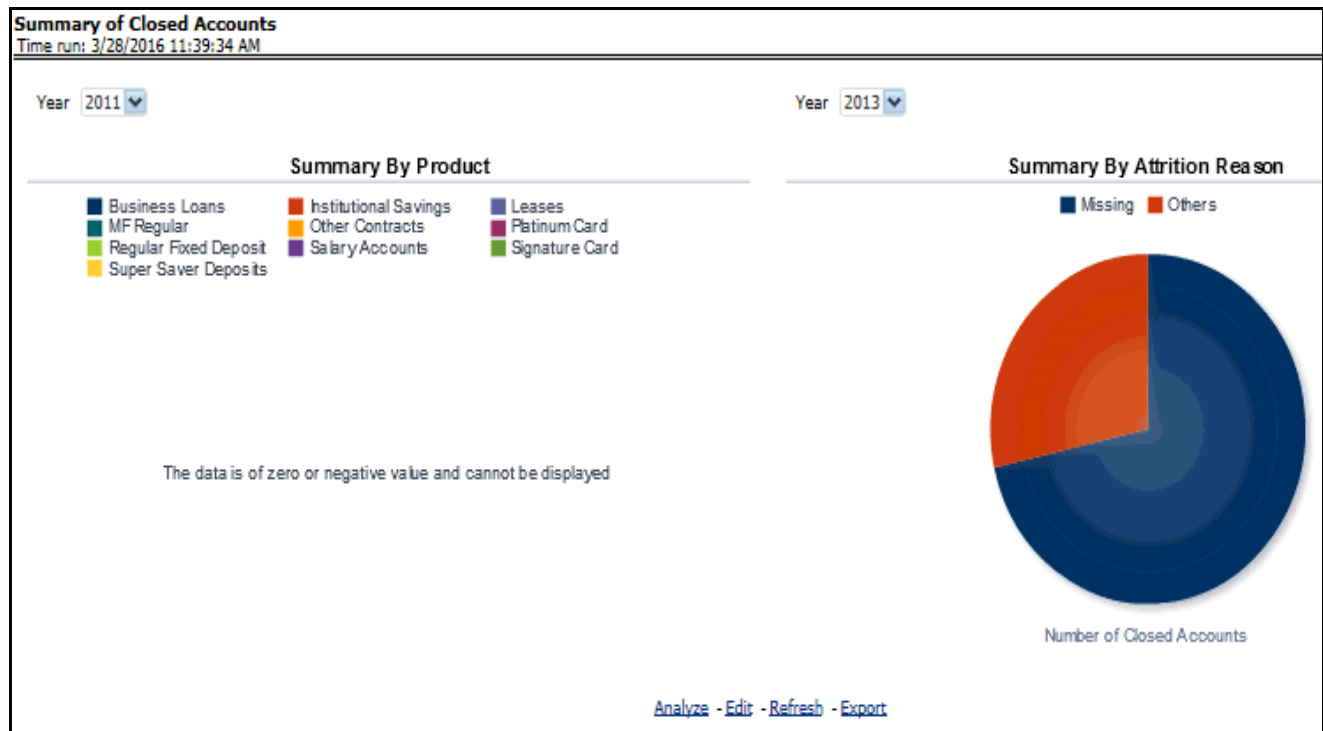 Summary of Closed Accounts
Time run: 3/28/2016 11:39:34 AM
Year 2011
Year 2013
Summary By Product
Business Loans Institutional Savings Leases
MF Regular Other Contracts Platinum Card
Regular Fixed Deposit Salary Accounts Signature Card
Super Saver Deposits
The data is of zero or negative value and cannot be displayed
Summary By Attrition Reason
Missing Others
Number of Closed Accounts
Analyze - Edit - Refresh - Export